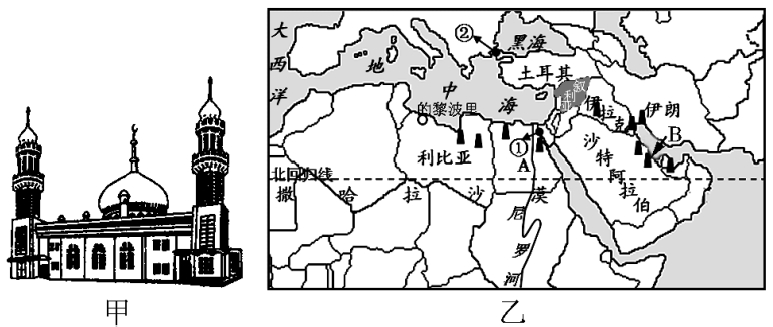 大西洋
地中海
②
黑海
土耳其
叙利亚
伊拉克
伊朗
的黎波里
①
A
B
利比亚
沙特阿拉伯
北回归线
撒哈拉沙漠
尼罗河
甲
乙